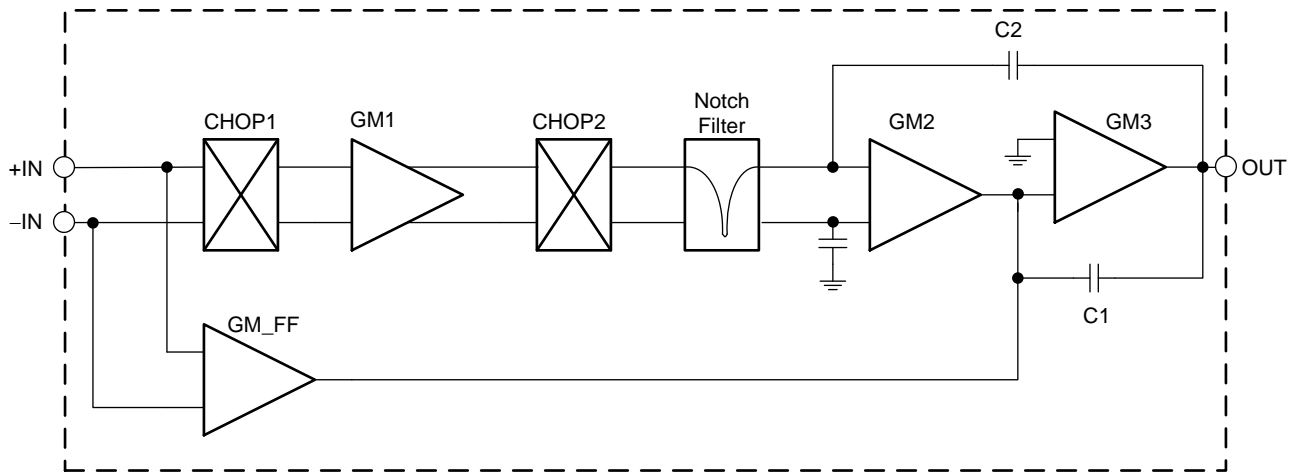 C2
Notch
Filter
CHOP1
GM1
CHOP2
GM2
GM3
+IN
OUT
−IN
C1
GM_FF